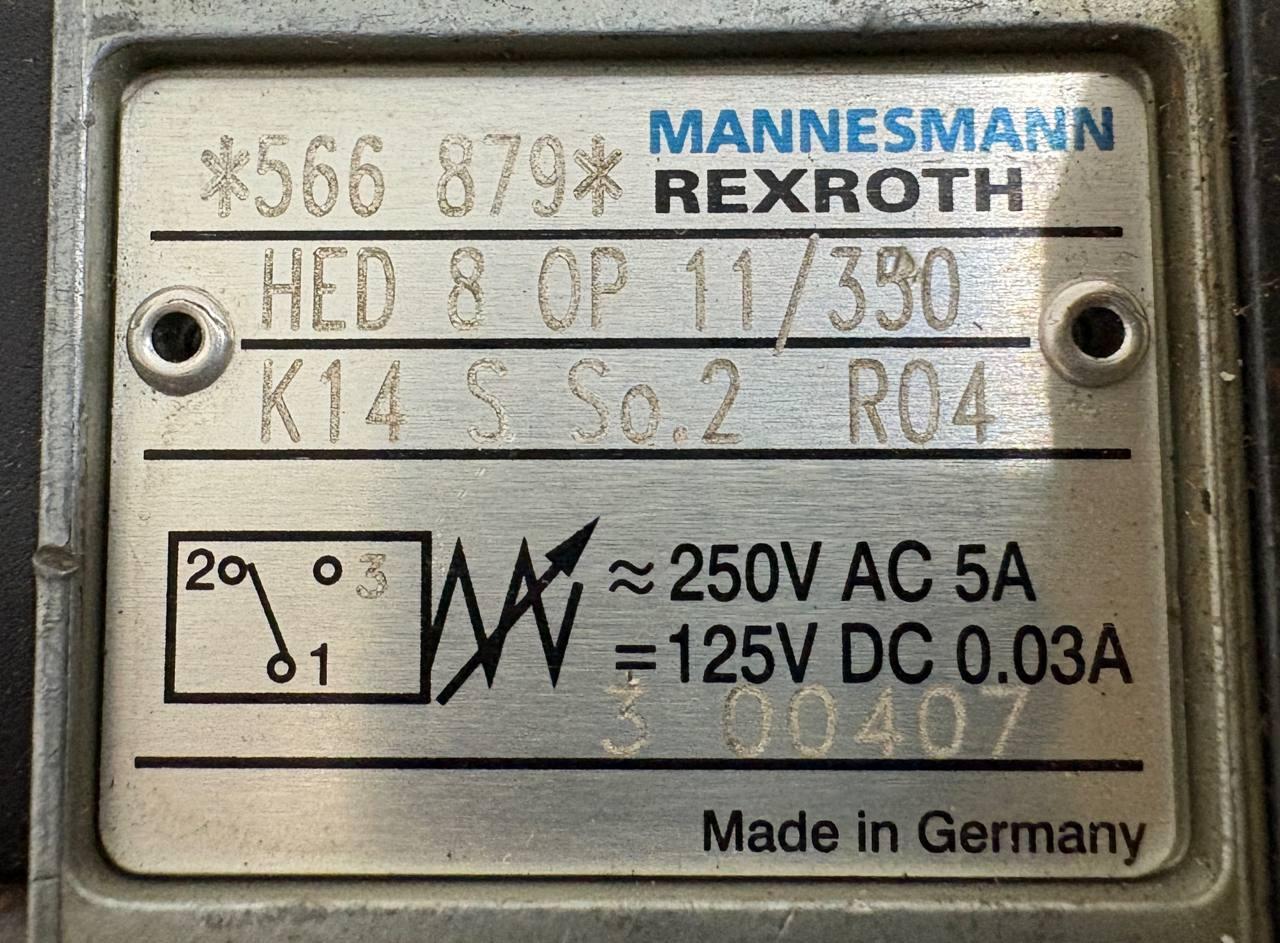 *566 879*
MANNESMANN
REXROTH
HED 8 OP 11/350
K14 S So.2 R04
2 3
1
≈ 250V AC 5A
= 125V DC 0.03A
3 00407
Made in Germany